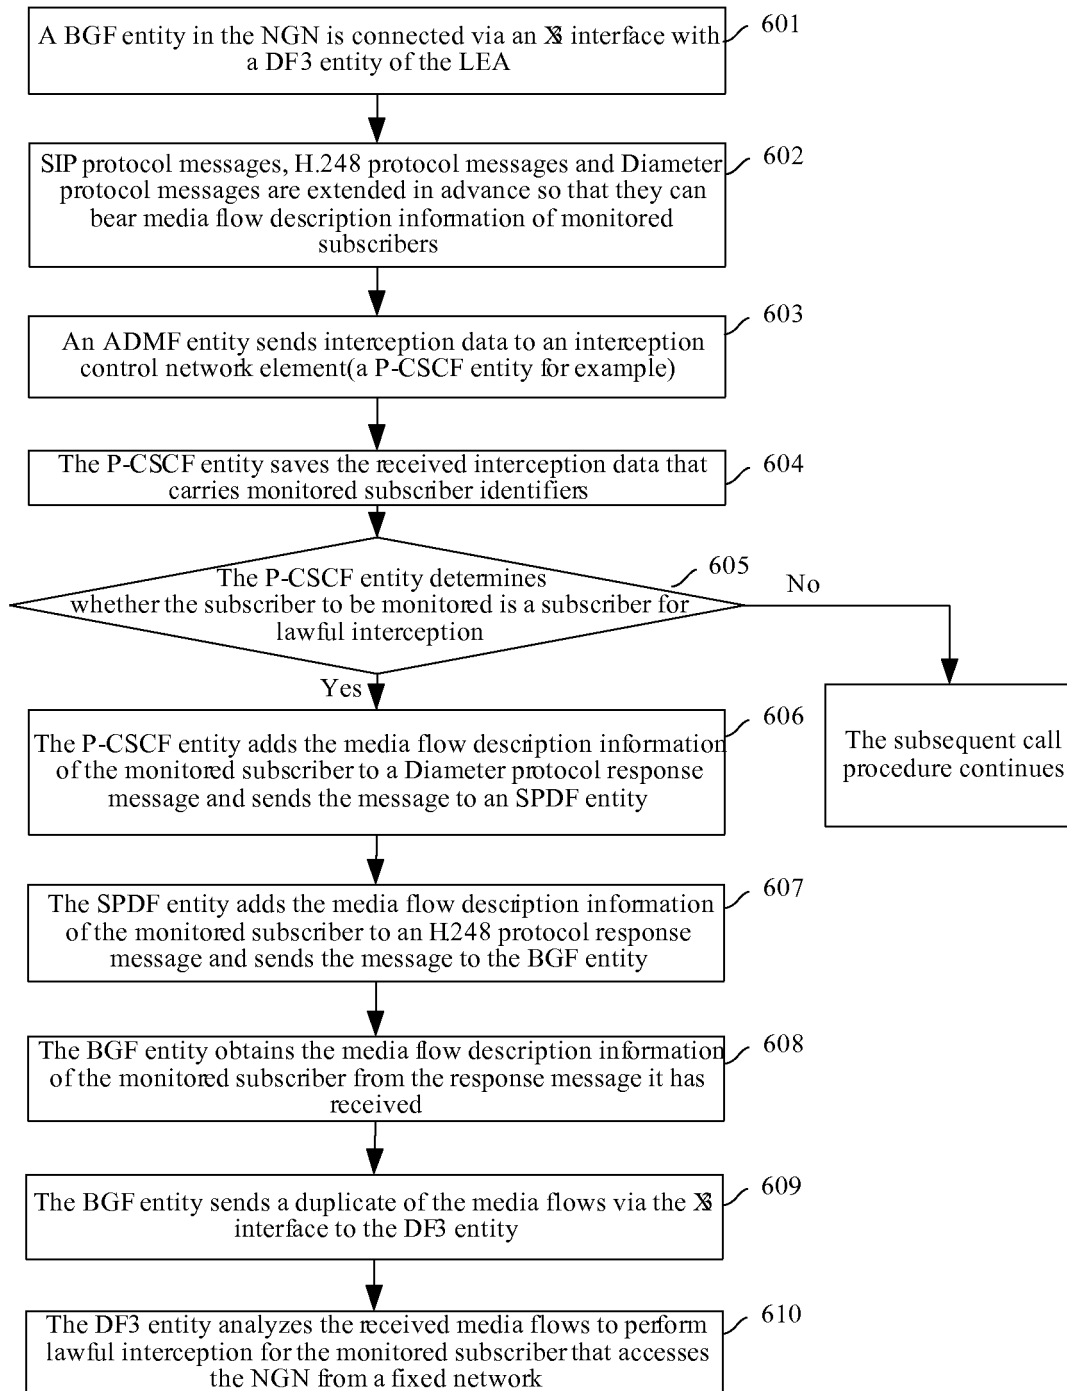 A BGF entity in the NGN is connected via an X3 interface with
a DF3 entity of the LEA
601
SIP protocol messages, H.248 protocol messages and Diameter
protocol messages are extended in advance so that they can
bear media flow description information of monitored
subscribers
602
An ADMF entity sends interception data to an interception
control network element(a P-CSCF entity for example)
603
The P-CSCF entity saves the received interception data that
carries monitored subscriber identifiers
604
The P-CSCF entity determines
whether the subscriber to be monitored is a subscriber for
lawful interception
605
No
Yes
The P-CSCF entity adds the media flow description information
of the monitored subscriber to a Diameter protocol response
message and sends the message to an SPDF entity
606
The subsequent call
procedure continues
The SPDF entity adds the media flow description information
of the monitored subscriber to an H.248 protocol response
message and sends the message to the BGF entity
607
The BGF entity obtains the media flow description information
of the monitored subscriber from the response message it has
received
608
The BGF entity sends a duplicate of the media flows via the X3
interface to the DF3 entity
609
The DF3 entity analyzes the received media flows to perform
lawful interception for the monitored subscriber that accesses
the NGN from a fixed network
610